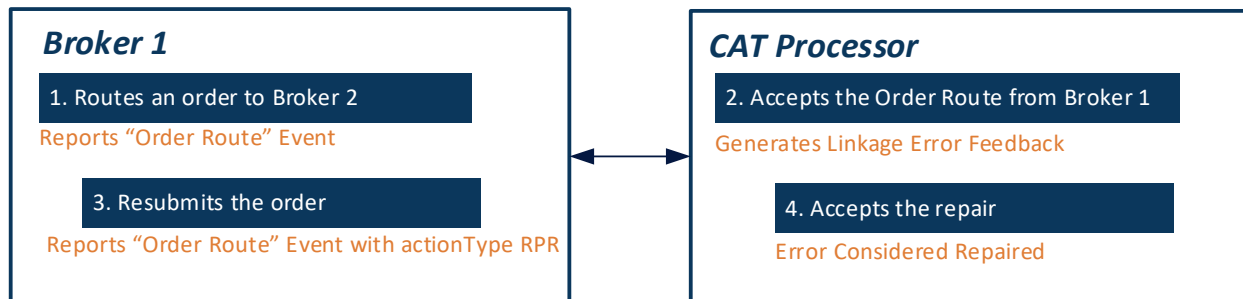 Broker 1
1. Routes an order to Broker 2
Reports “Order Route” Event
3. Resubmits the order
Reports “Order Route” Event with actionType RPR
CAT Processor
2. Accepts the Order Route from Broker 1
Generates Linkage Error Feedback
4. Accepts the repair
Error Considered Repaired